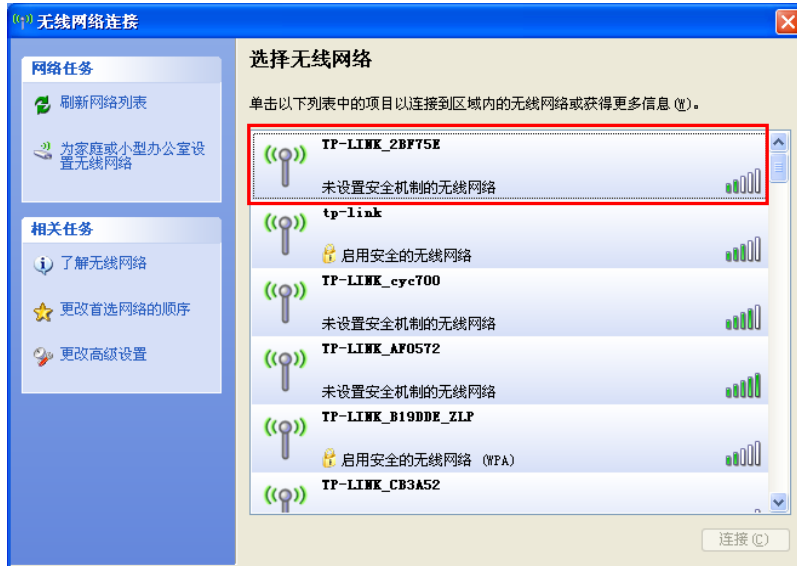 无线网络连接
网络任务
刷新网络列表
为家庭或小型办公室设
置无线网络
相关任务
了解无线网络
更改首选网络的顺序
更改高级设置
选择无线网络
单击以下列表中的项目以连接到区域内的无线网络或获得更多信息(W)。
TP-LINK_2BF75E
未设置安全机制的无线网络
tp-link
启用安全的无线网络
TP-LINK_cyc700
未设置安全机制的无线网络
TP-LINK_AF0572
未设置安全机制的无线网络
TP-LINK_B19DDE_ZLP
启用安全的无线网络 (WPA)
TP-LINK_CB3A52
连接(C)